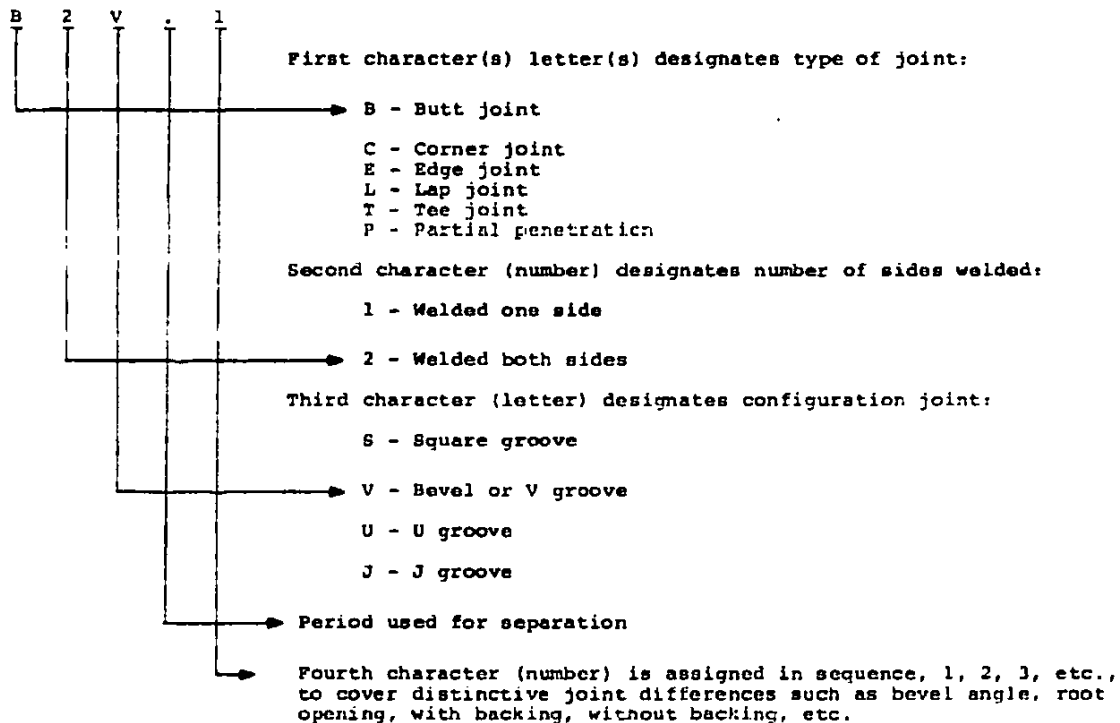 B 2 V . 1
First character(s) letter(s) designates type of joint:
B - Butt joint
C - Corner joint
E - Edge joint
L - Lap joint
T - Tee joint
P - Partial penetration
Second character (number) designates number of sides welded:
1 - Welded one side
2 - Welded both sides
Third character (letter) designates configuration joint:
S - Square groove
V - Bevel or V groove
U - U groove
J - J groove
Period used for separation
Fourth character (number) is assigned in sequence, 1, 2, 3, etc.,
to cover distinctive joint differences such as bevel angle, root
opening, with backing, without backing, etc.